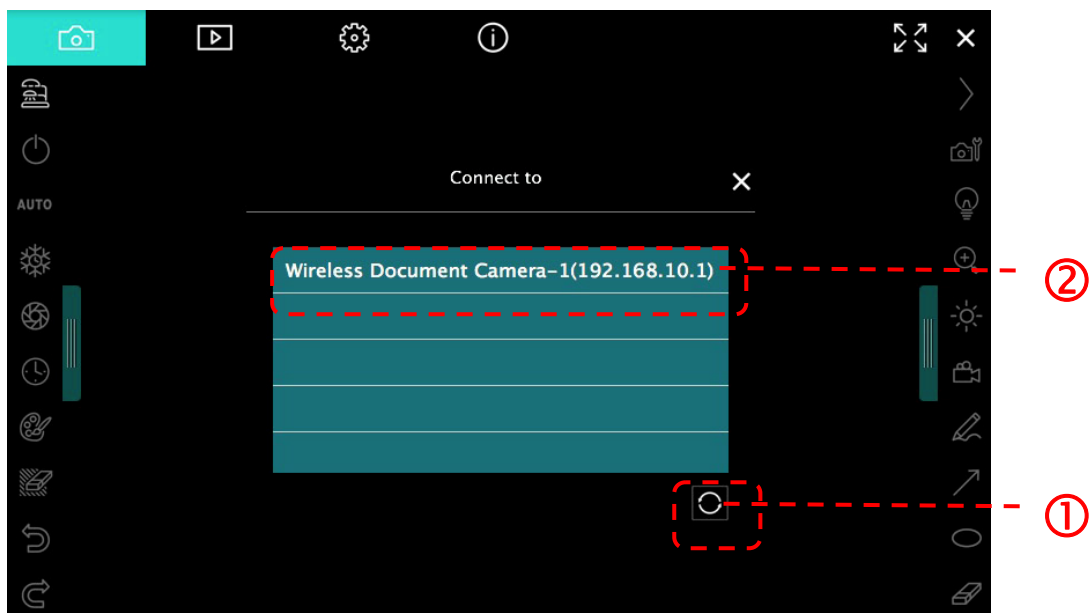 Connect to
AUTO
Wireless Document Camera–1(192.168.10.1)
②
①